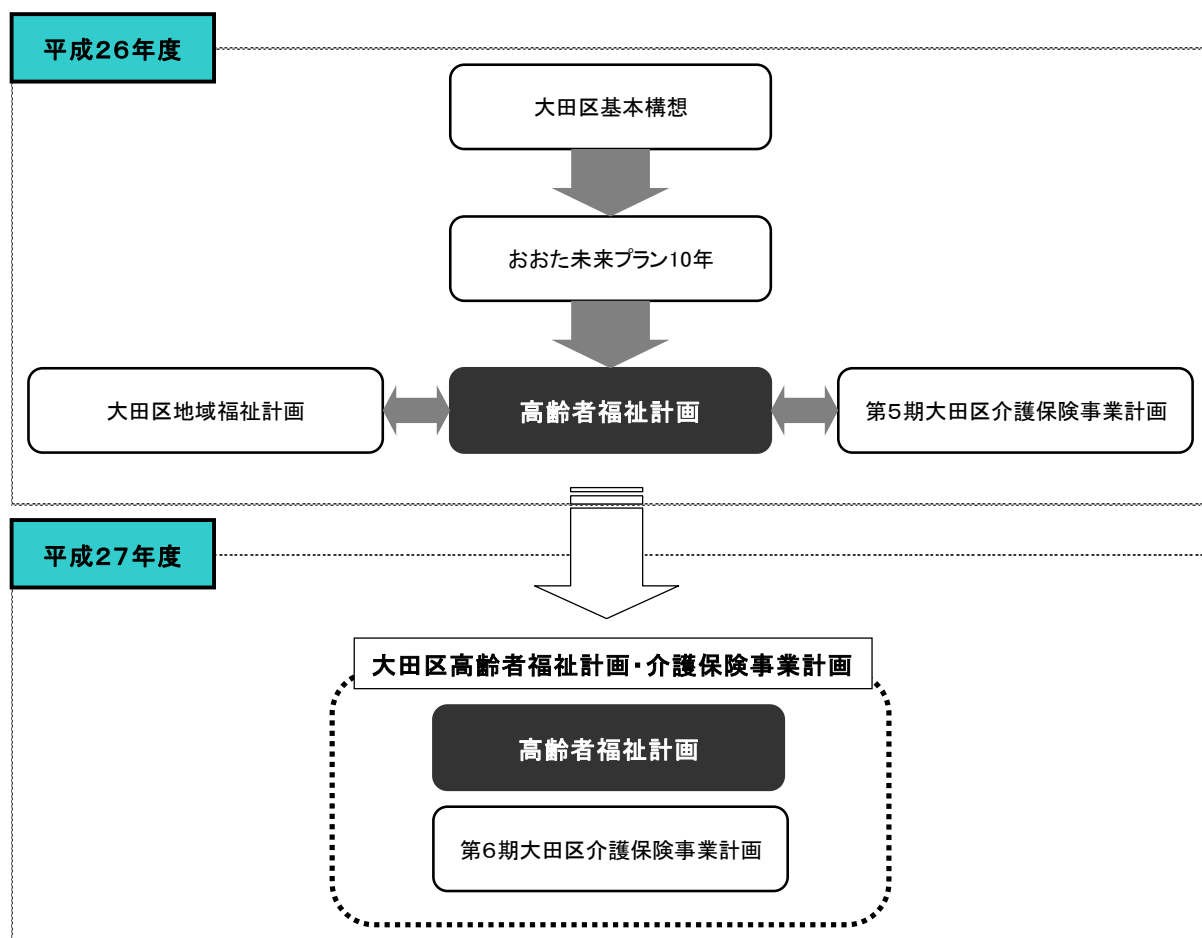 平成26年度
大田区基本構想
おおた未来プラン10年
大田区地域福祉計画
高齢者福祉計画
第5期大田区介護保険事業計画
平成27年度
大田区高齢者福祉計画・介護保険事業計画
高齢者福祉計画
第6期大田区介護保険事業計画